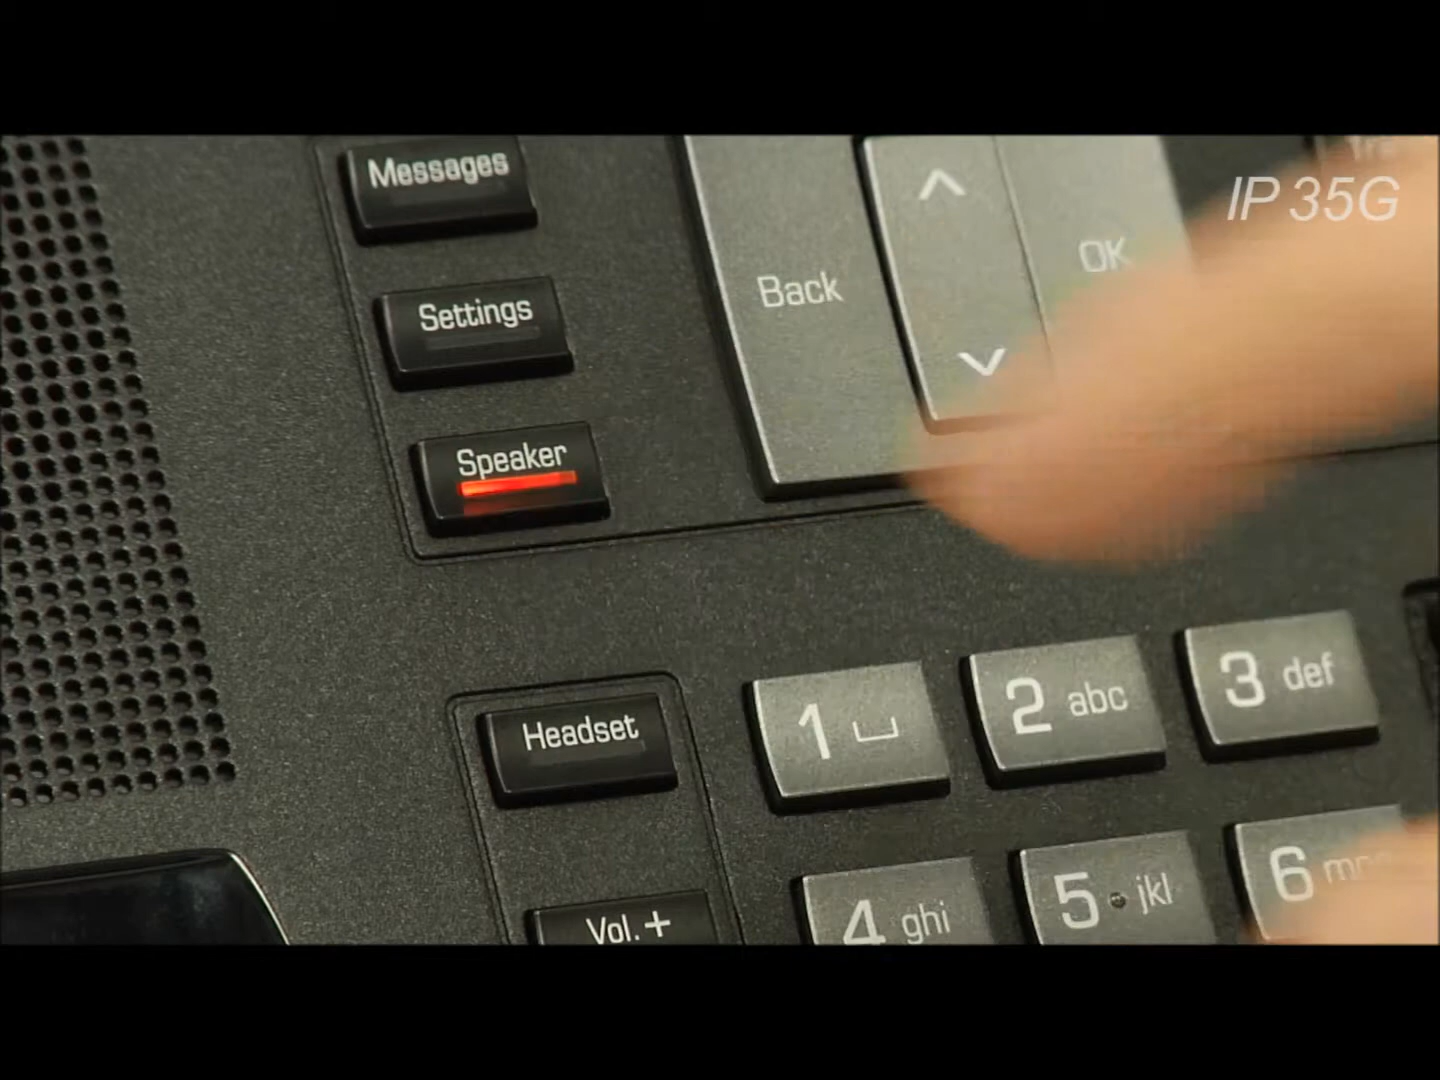 Messages
IP 35G
Settings
Back
OK
Speaker
Headset
1
2 abc
3 def
Vol. +
4 ghi
5 jkl
6